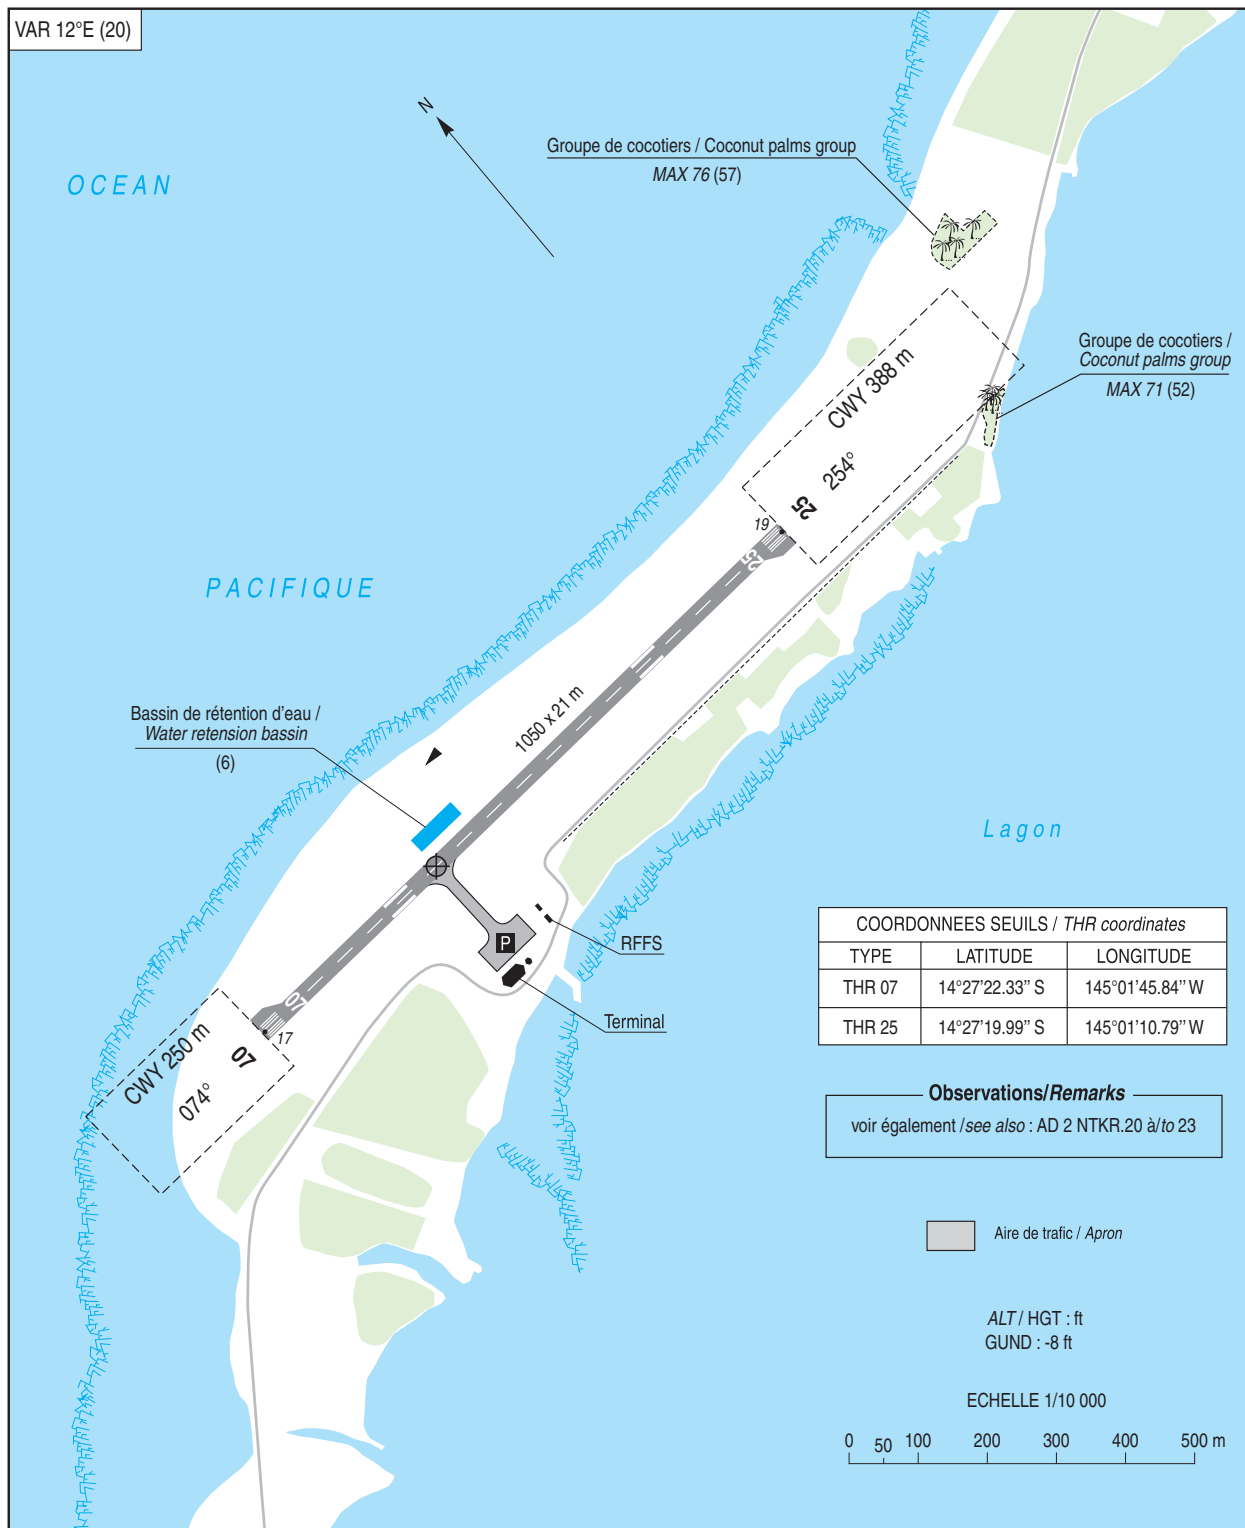 VAR 12°E (20)
N
OCEAN
Groupe de cocotiers / Coconut palms group
MAX 76 (57)
Groupe de cocotiers /
Coconut palms group
MAX 71 (52)
CWY 388 m
254°
25
19
25
PACIFIQUE
1050 x 21 m
Bassin de rétention d'eau /
Water retension bassin
(6)
Lagon
P
RFFS
Terminal
07
17
07
CWY 250 m
074°
COORDONNEES SEUILS / THR coordinates
TYPE LATITUDE LONGITUDE
THR 07 14°27'22.33'' S 145°01'45.84'' W
THR 25 14°27'19.99'' S 145°01'10.79'' W
Observations/Remarks
voir également /see also : AD 2 NTKR.20 à/to 23
Aire de trafic / Apron
ALT / HGT : ft
GUND : -8 ft
ECHELLE 1/10 000
0 50 100 200 300 400 500 m